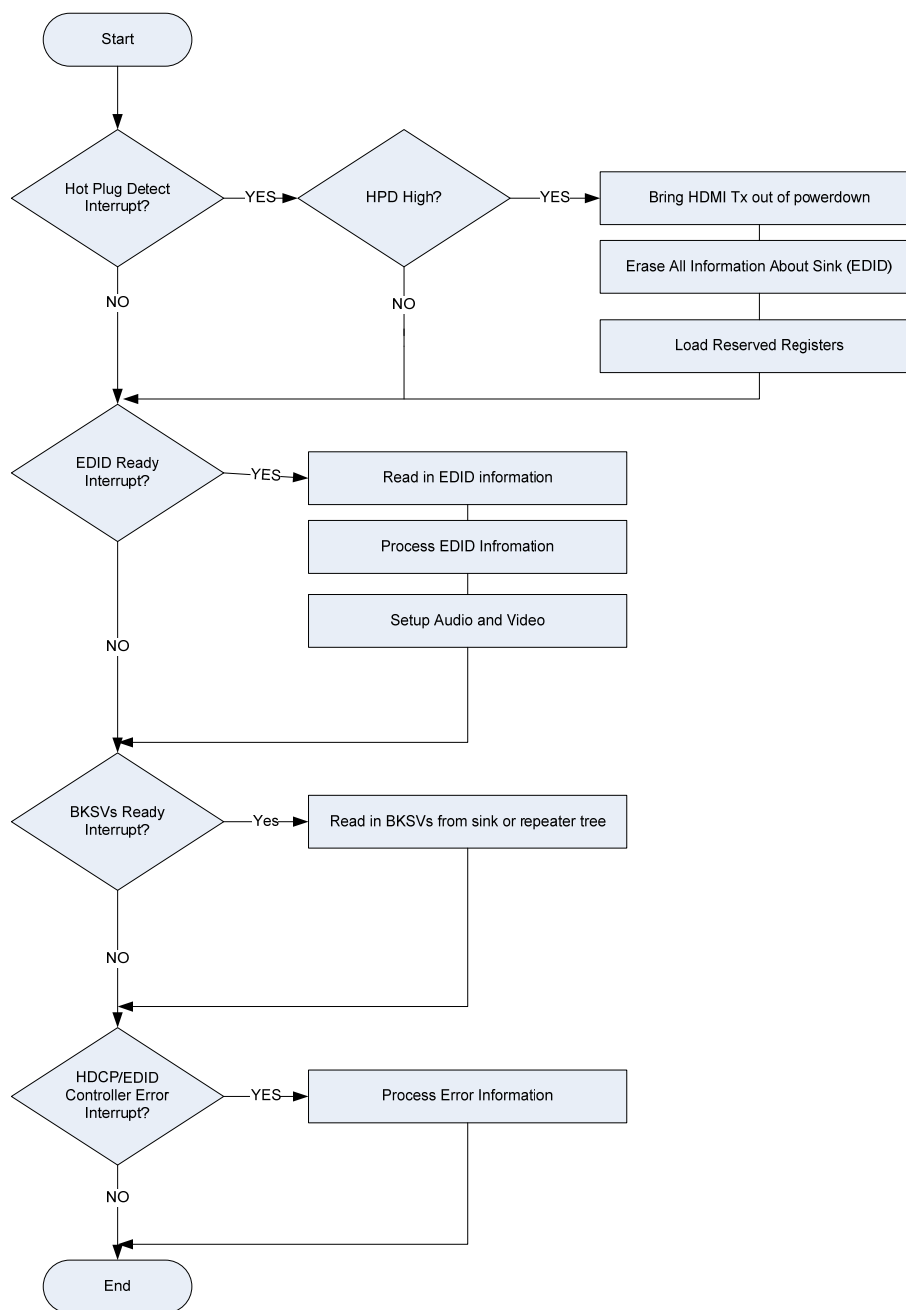 Start
Hot Plug Detect
Interrupt?
YES
HPD High?
YES
Bring HDMI Tx out of powerdown
Erase All Information About Sink (EDID)
Load Reserved Registers
NO
NO
EDID Ready
Interrupt?
YES
Read in EDID information
Process EDID Infromation
Setup Audio and Video
NO
BKSVs Ready
Interrupt?
Yes
Read in BKSVs from sink or repeater tree
NO
HDCP/EDID
Controller Error
Interrupt?
YES
Process Error Information
NO
End